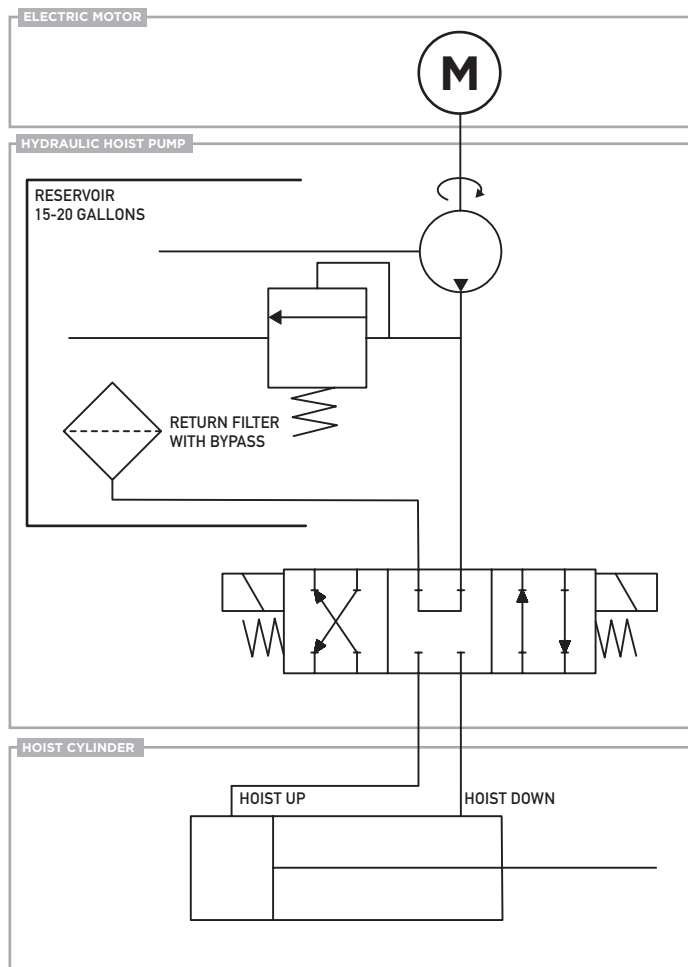 ELECTRIC MOTOR
M
HYDRAULIC HOIST PUMP
RESERVOIR
15-20 GALLONS
RETURN FILTER
WITH BYPASS
HOIST CYLINDER
HOIST UP
HOIST DOWN